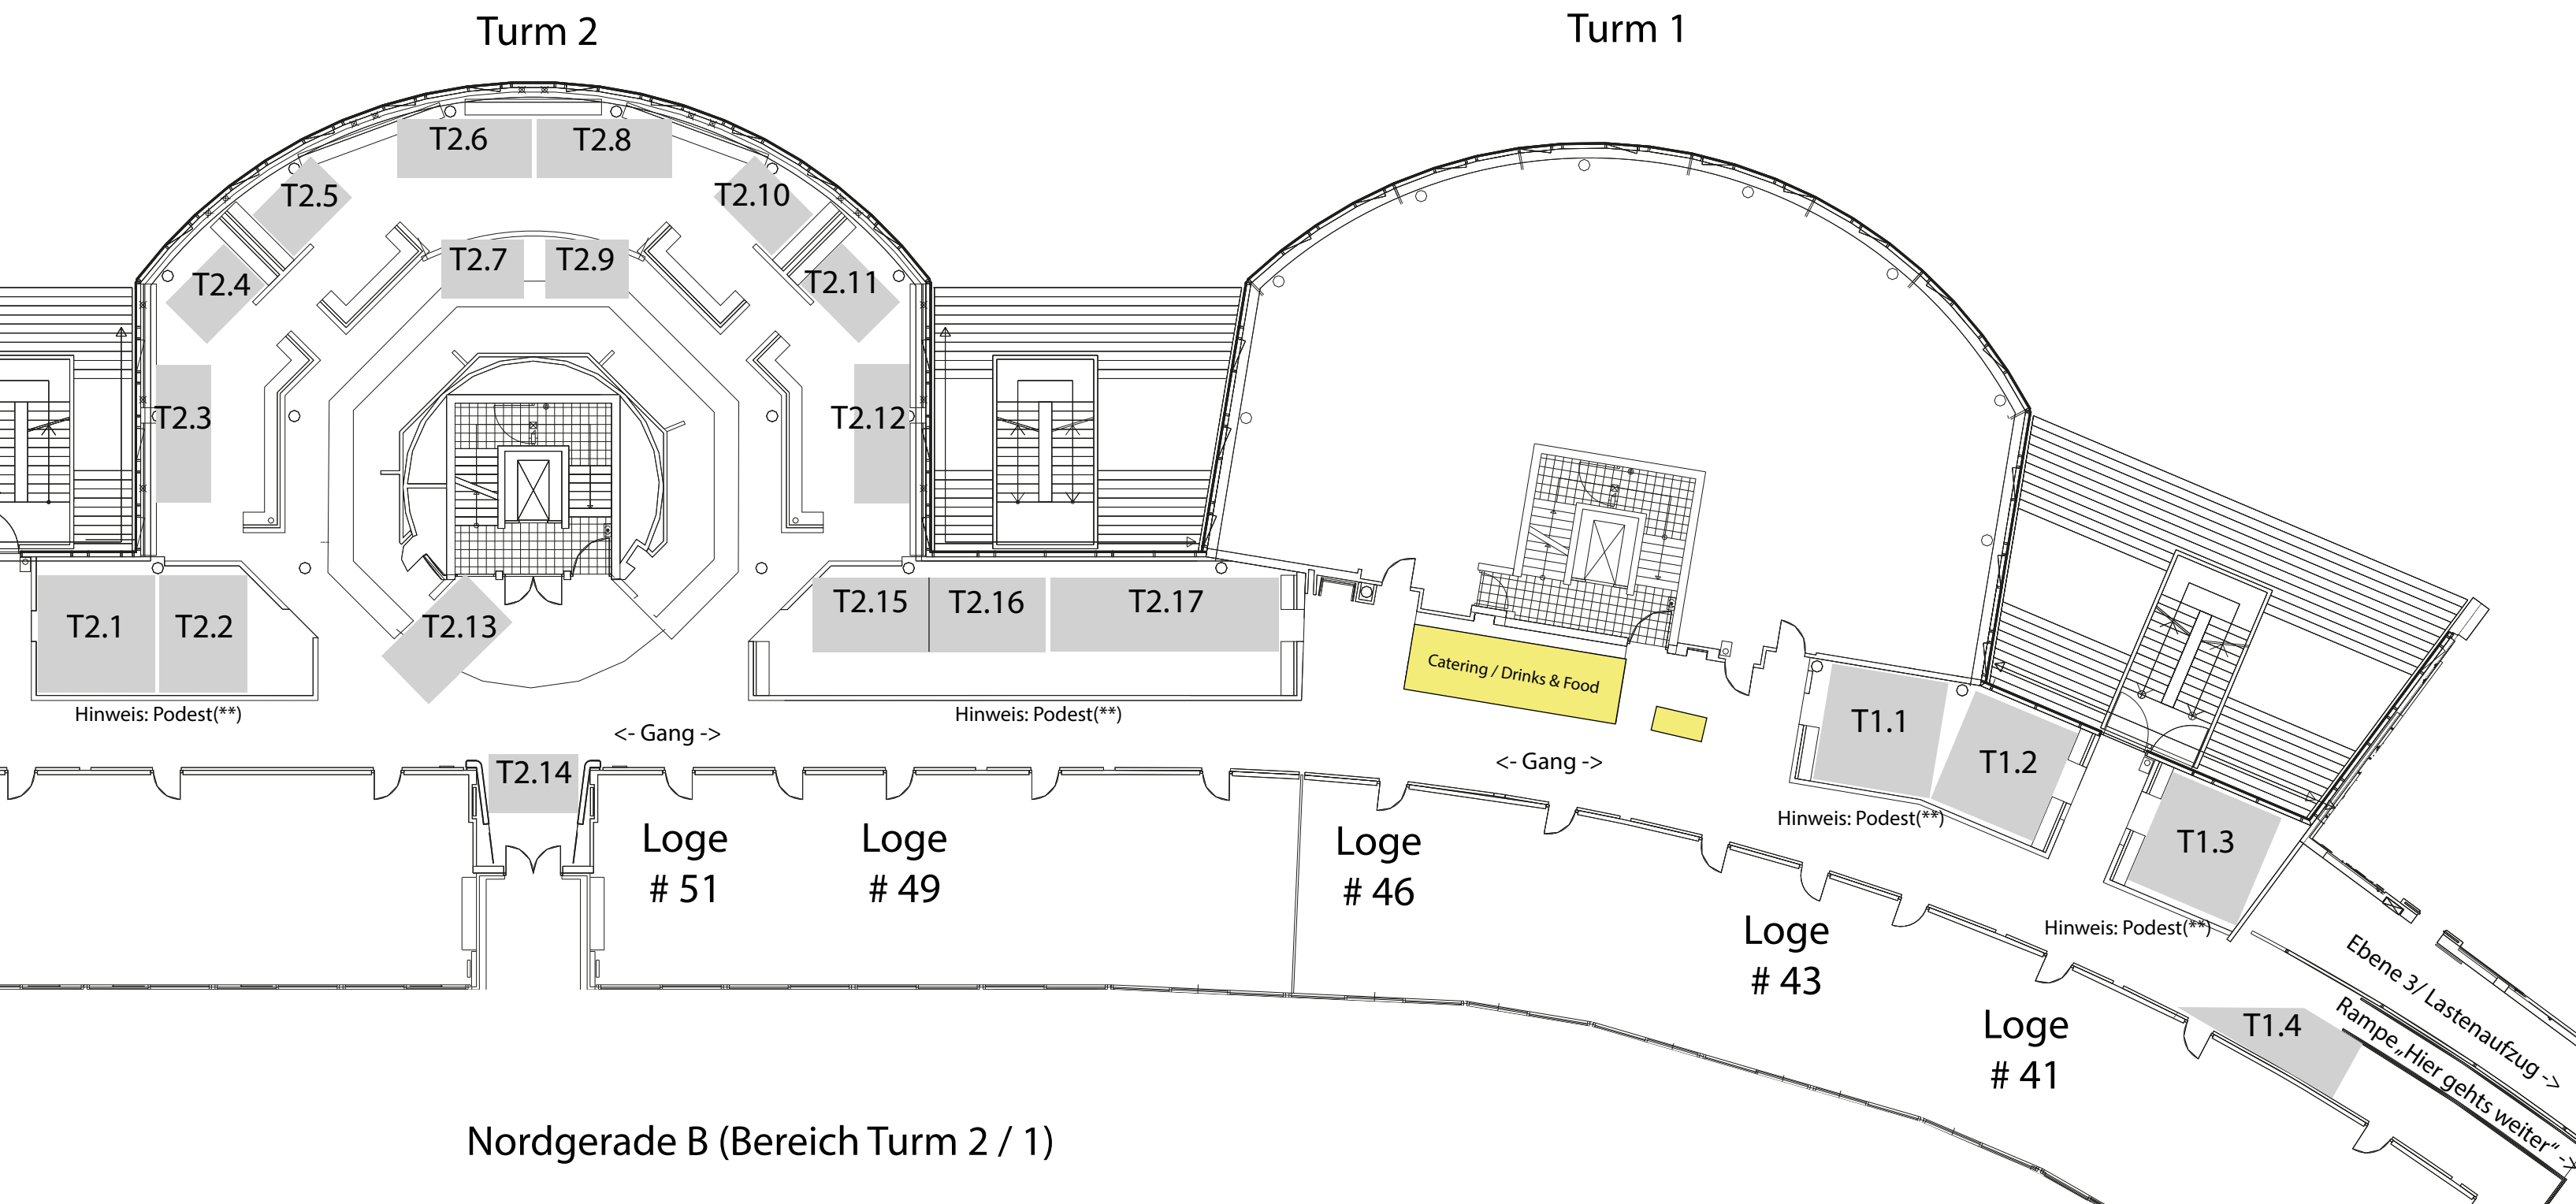 Turm 2
Turm 1
T2.6
T2.8
T2.5
T2.10
T2.7
T2.9
T2.4
T2.11
T2.3
T2.12
T2.1
T2.2
T2.13
T2.15
T2.16
T2.17
Catering / Drinks & Food
T1.1
T1.2
T1.3
Hinweis: Podest(**)
Hinweis: Podest(**)
<- Gang ->
<- Gang ->
Hinweis: Podest(**)
Hinweis: Podest(**)
T2.14
Loge
# 51
Loge
# 49
Loge
# 46
Loge
# 43
Loge
# 41
T1.4
Ebene 3/ Lastenaufzug ->
Rampe„Hier gehts weiter“ ->
Nordgerade B (Bereich Turm 2 / 1)